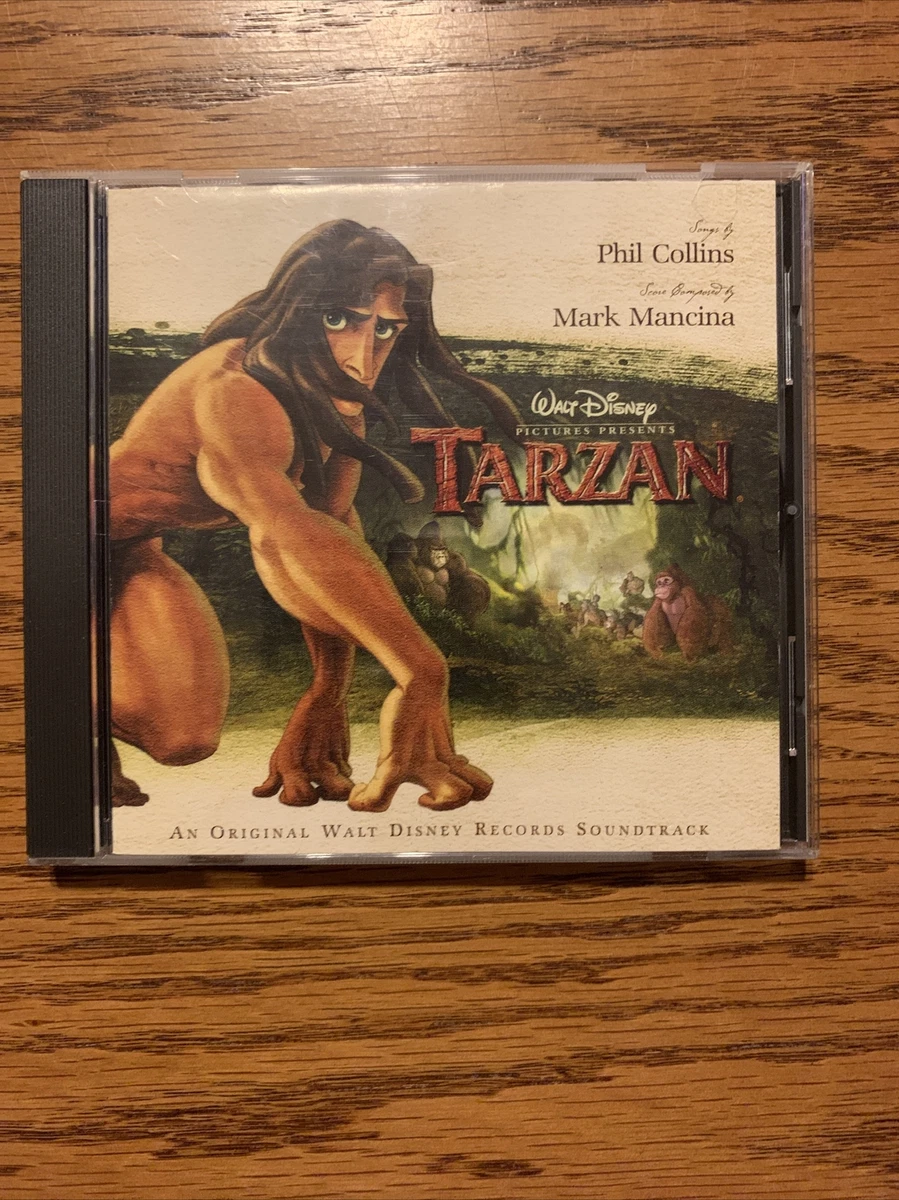 Songs by
Phil Collins
Score Composed by
Mark Mancina
WALT DISNEY
PICTURES PRESENTS
TARZAN
AN ORIGINAL WALT DISNEY RECORDS SOUNDTRACK